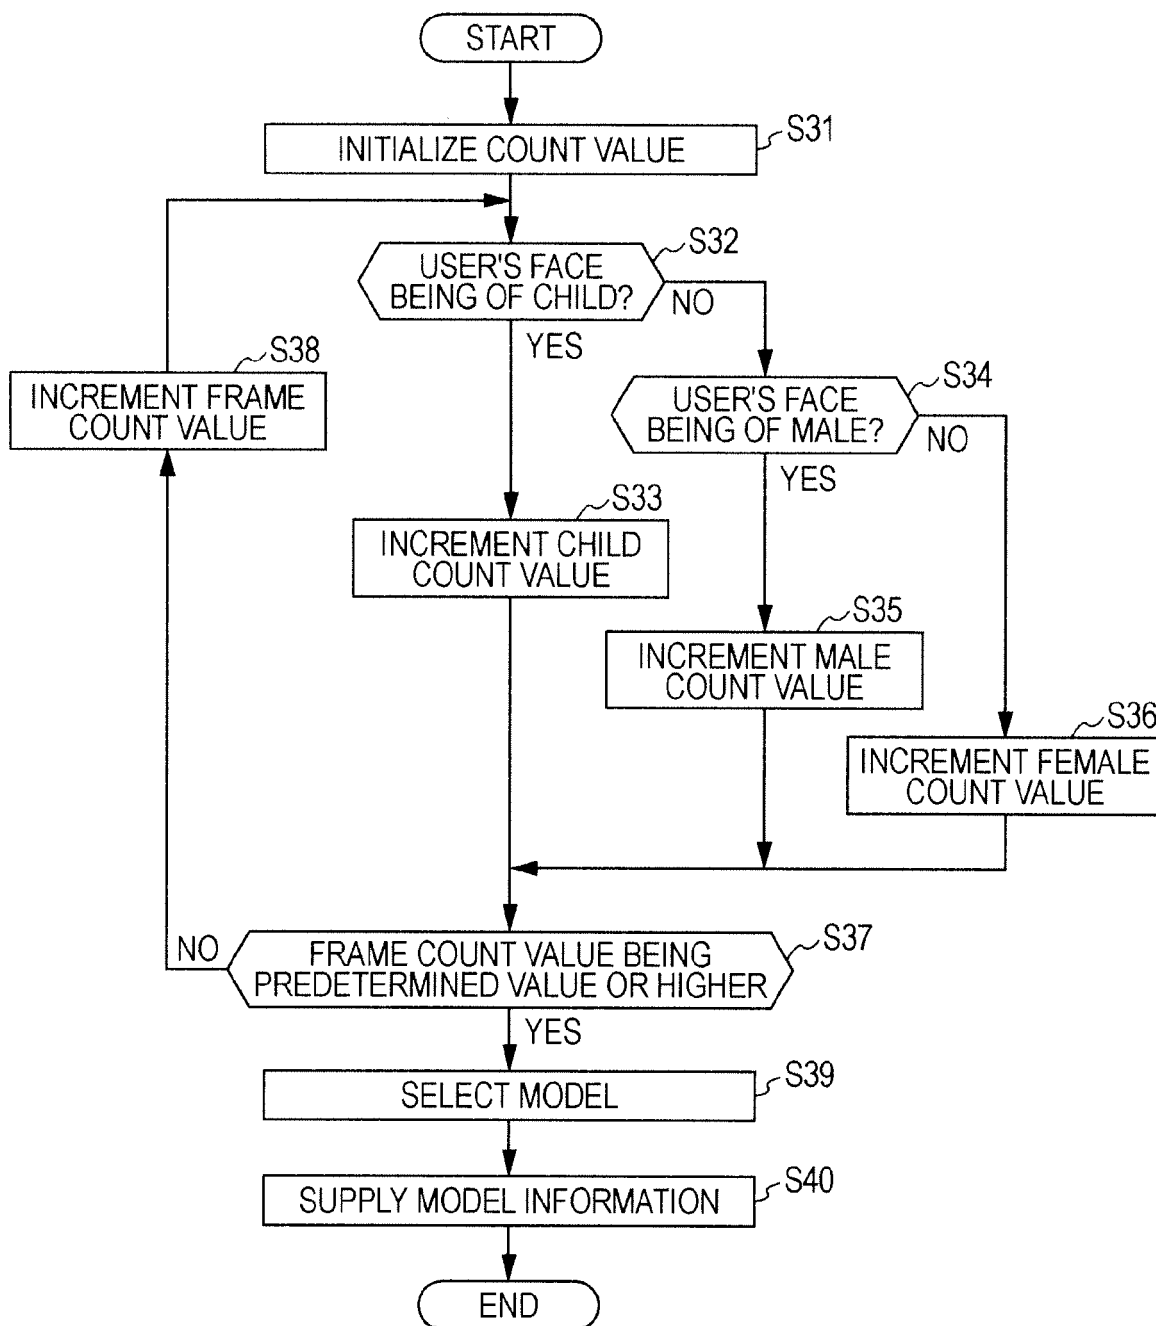 START
S31
INITIALIZE COUNT VALUE
S32
USER'S FACE
BEING OF CHILD?
NO
YES
S38
INCREMENT FRAME
COUNT VALUE
S34
USER'S FACE
BEING OF MALE?
NO
YES
S33
INCREMENT CHILD
COUNT VALUE
S35
INCREMENT MALE
COUNT VALUE
S36
INCREMENT FEMALE
COUNT VALUE
S37
NO
FRAME COUNT VALUE BEING
PREDETERMINED VALUE OR HIGHER
YES
S39
SELECT MODEL
S40
SUPPLY MODEL INFORMATION
END